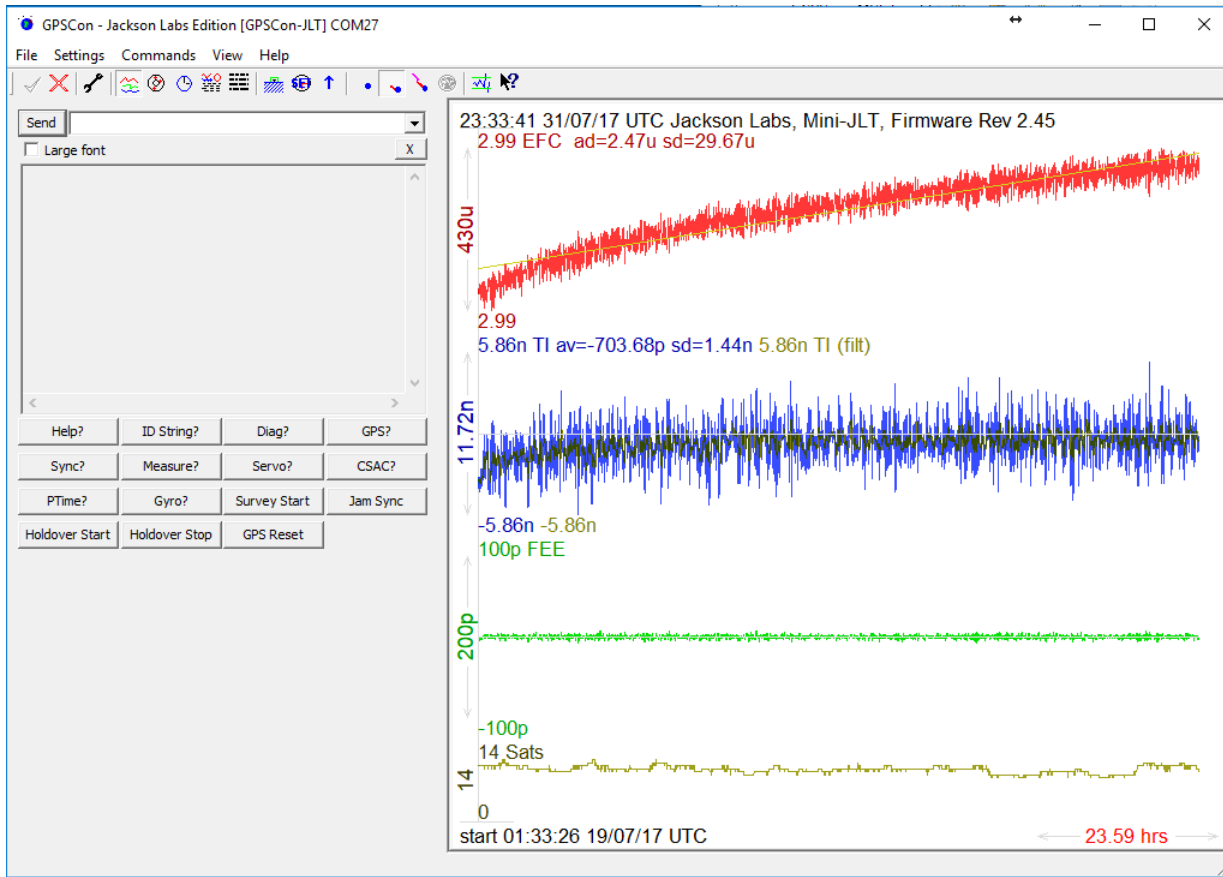 GPSCon - Jackson Labs Edition [GPSCon-JLT] COM27
File Settings Commands View Help
Send
Large font X
Help? ID String? Diag? GPS?
Sync? Measure? Servo? CSAC?
PTime? Gyro? Survey Start Jam Sync
Holdover Start Holdover Stop GPS Reset
23:33:41 31/07/17 UTC Jackson Labs, Mini-JLT, Firmware Rev 2.45
2.99 EFC ad=2.47u sd=29.67u
430u
2.99
5.86n TI av=-703.68p sd=1.44n 5.86n TI (filt)
11.72n
-5.86n -5.86n
100p FEE
200p
-100p
14 Sats
14
0
start 01:33:26 19/07/17 UTC
23.59 hrs